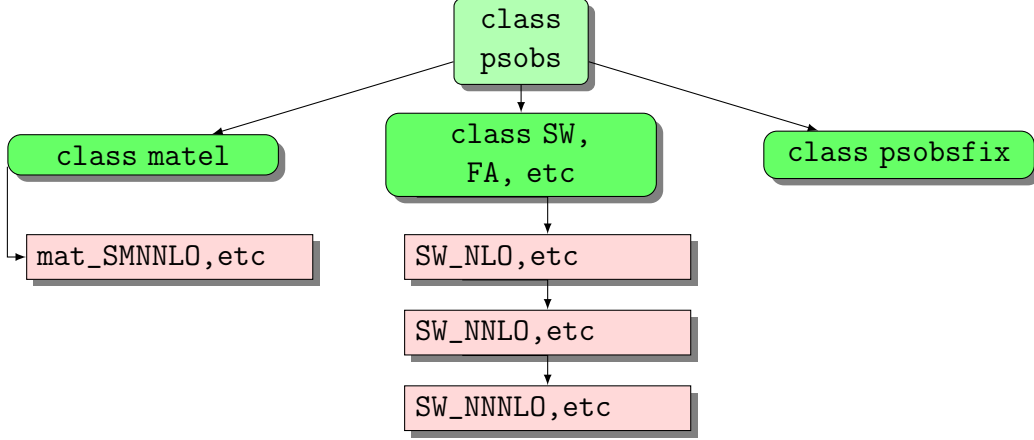 class
psobs
class matel
class SW,
FA, etc
class psobsfix
mat_SMNNLO,etc
SW_NLO,etc
SW_NNLO,etc
SW_NNNLO,etc